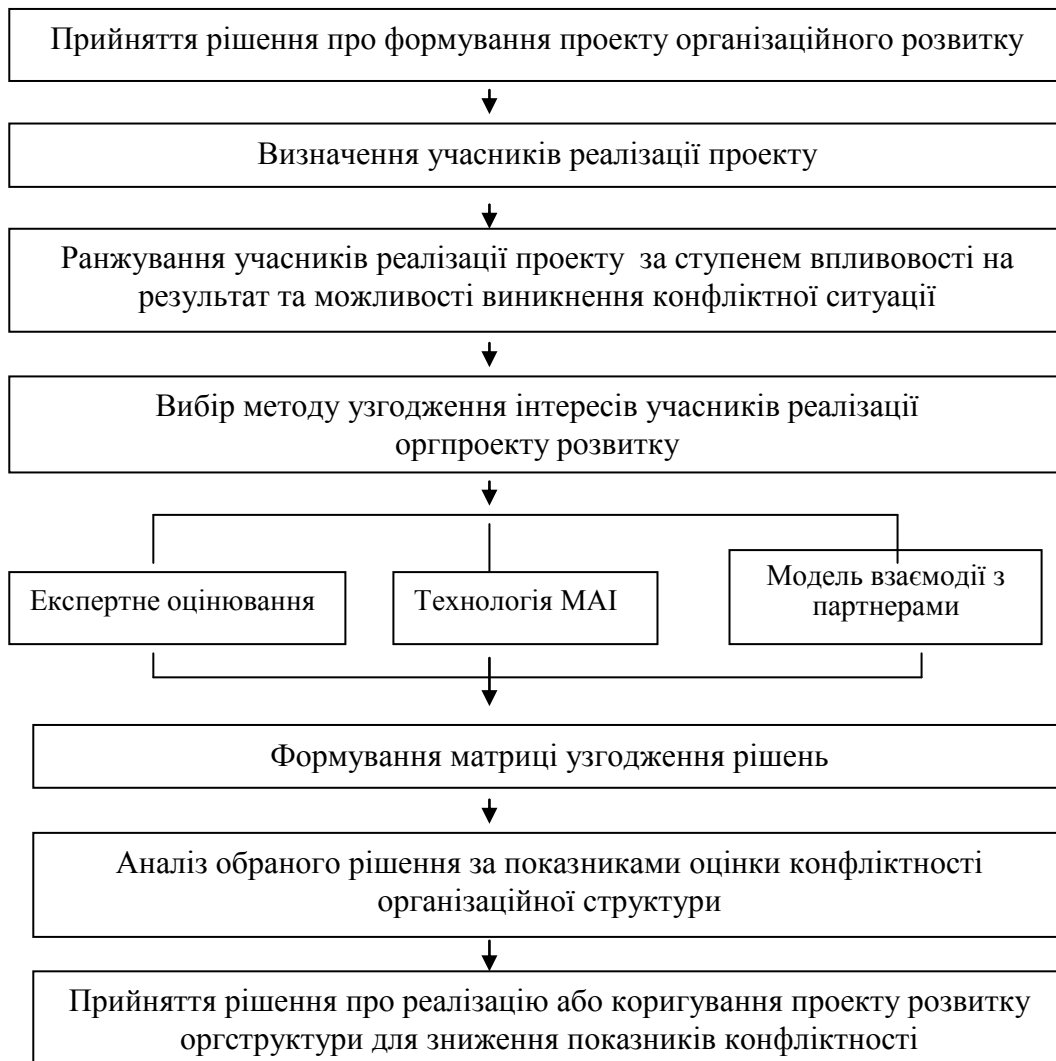 Прийняття рішення про формування проекту організаційного розвитку
Визначення учасників реалізації проекту
Ранжування учасників реалізації проекту за ступенем впливовості на
результат та можливості виникнення конфліктної ситуації
Вибір методу узгодження інтересів учасників реалізації
оргпроекту розвитку
Експертне оцінювання
Технологія МАІ
Модель взаємодії з
партнерами
Формування матриці узгодження рішень
Аналіз обраного рішення за показниками оцінки конфліктності
організаційної структури
Прийняття рішення про реалізацію або коригування проекту розвитку
оргструктури для зниження показників конфліктності